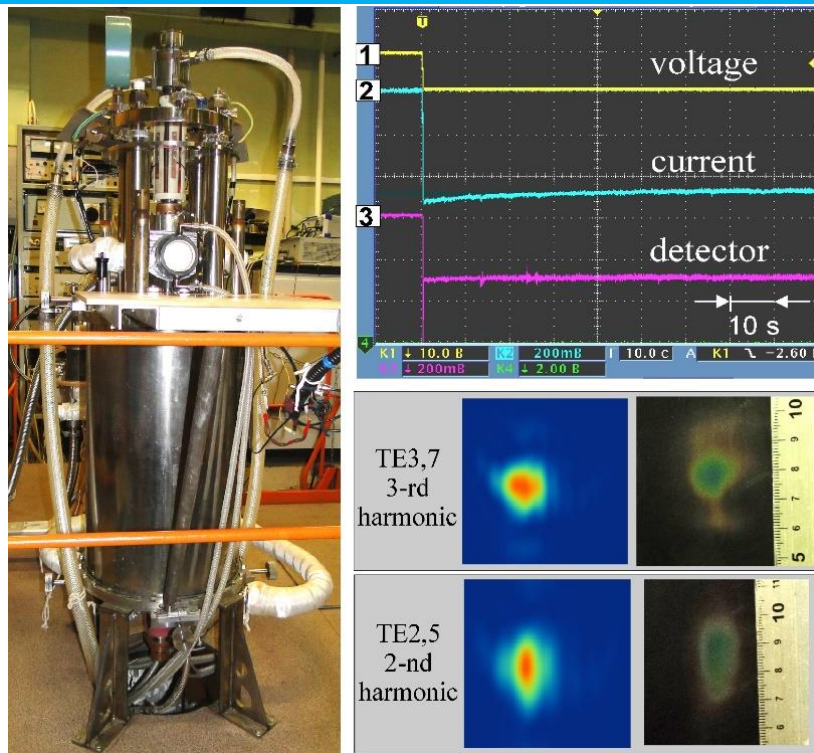 T
1
voltage
2
current
3
detector
10 s
4
K1 ↓ 10.0 B K2 200mB 10.0 c A K1 -2.60
↓ 200mB K4 ↓ 2.00 B
TE3,7
3-rd
harmonic
10
9
8
7
6
5
TE2,5
2-nd
harmonic
10
9
8
7
6